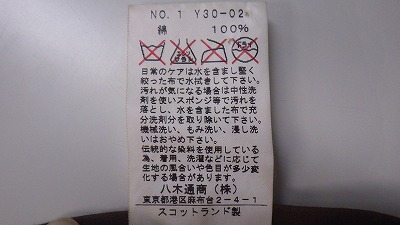 NO. 1 Y30-02
綿 100%
日常のケアは水を含まし堅く
絞った布で水拭きして下さい。
汚れが気になる場合は中性洗
剤を使いスポンジ等で汚れを
落とし、水を含ました布で充
分洗剤分を取り除いて下さい。
機械洗い、もみ洗い、浸し洗
いはおやめ下さい。
伝統的な染料を使用している
為、着用、洗濯などに応じて
生地の風合いや色目が多少変
化する場合があります。
八木通商(株)
東京都港区麻布台2-4-1
スコットランド製